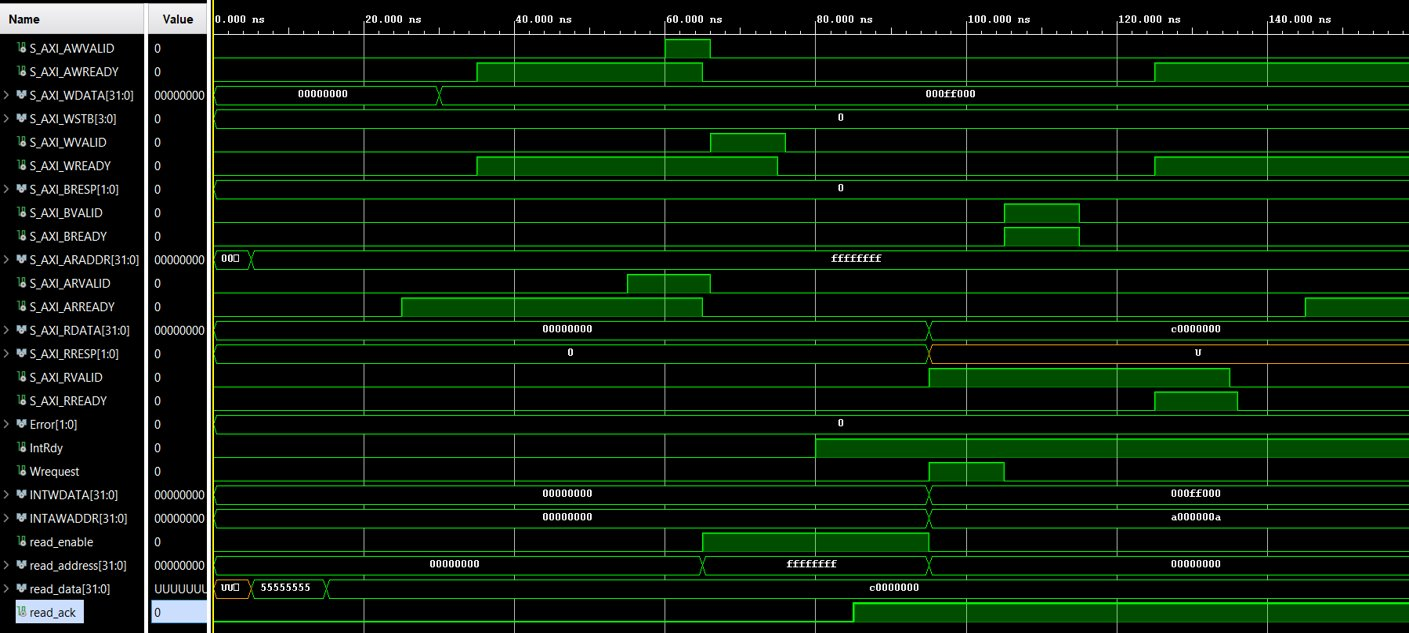 Name Value 0.000 ns 20.000 ns 40.000 ns 60.000 ns 80.000 ns 100.000 ns 120.000 ns 140.000 ns
S_AXI_AWVALID 0
S_AXI_AWREADY 0
S_AXI_WDATA[31:0] 00000000 00000000 000ff000
S_AXI_WSTB[3:0] 0 0
S_AXI_WVALID 0
S_AXI_WREADY 0
S_AXI_BRESP[1:0] 0 0
S_AXI_BVALID 0
S_AXI_BREADY 0
S_AXI_ARADDR[31:0] 00000000 00 ffffffff
S_AXI_ARVALID 0
S_AXI_ARREADY 0
S_AXI_RDATA[31:0] 00000000 00000000 c0000000
S_AXI_RRESP[1:0] 0 0 U
S_AXI_RVALID 0
S_AXI_RREADY 0
Error[1:0] 0 0
IntRdy 0
Wrequest 0
INTWDATA[31:0] 00000000 00000000 000ff000
INTAWADDR[31:0] 00000000 00000000 a000000a
read_enable 0
read_address[31:0] 00000000 00000000 ffffffff 00000000
read_data[31:0] UUUUUUU UU 55555555 c0000000
read_ack 0